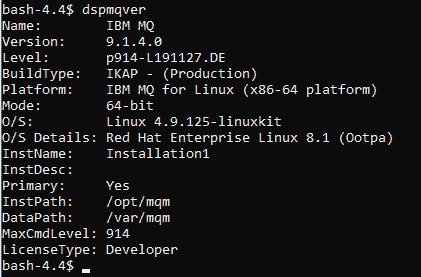 bash-4.4$ dspmqver
Name:        IBM MQ
Version:     9.1.4.0
Level:       p914-L191127.DE
BuildType:   IKAP - (Production)
Platform:    IBM MQ for Linux (x86-64 platform)
Mode:        64-bit
O/S:         Linux 4.9.125-linuxkit
O/S Details: Red Hat Enterprise Linux 8.1 (Ootpa)
InstName:    Installation1
InstDesc:
Primary:     Yes
InstPath:    /opt/mqm
DataPath:    /var/mqm
MaxCmdLevel: 914
LicenseType: Developer
bash-4.4$